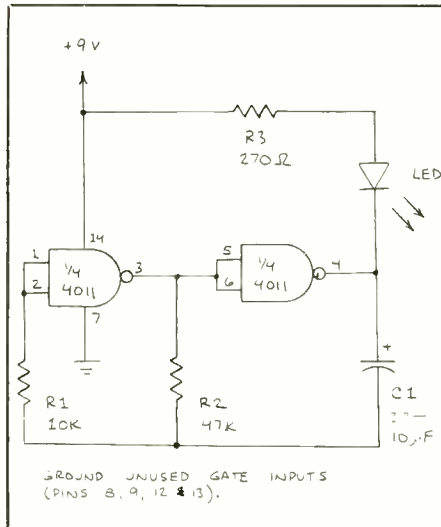 +9V
R3
270Ω
LED
14
1
2
1/4
4011
3
7
5
6
1/4
4011
4
+
R1
10K
R2
47K
C1
10µF
GROUND UNUSED GATE INPUTS
(PINS 8, 9, 12 & 13).